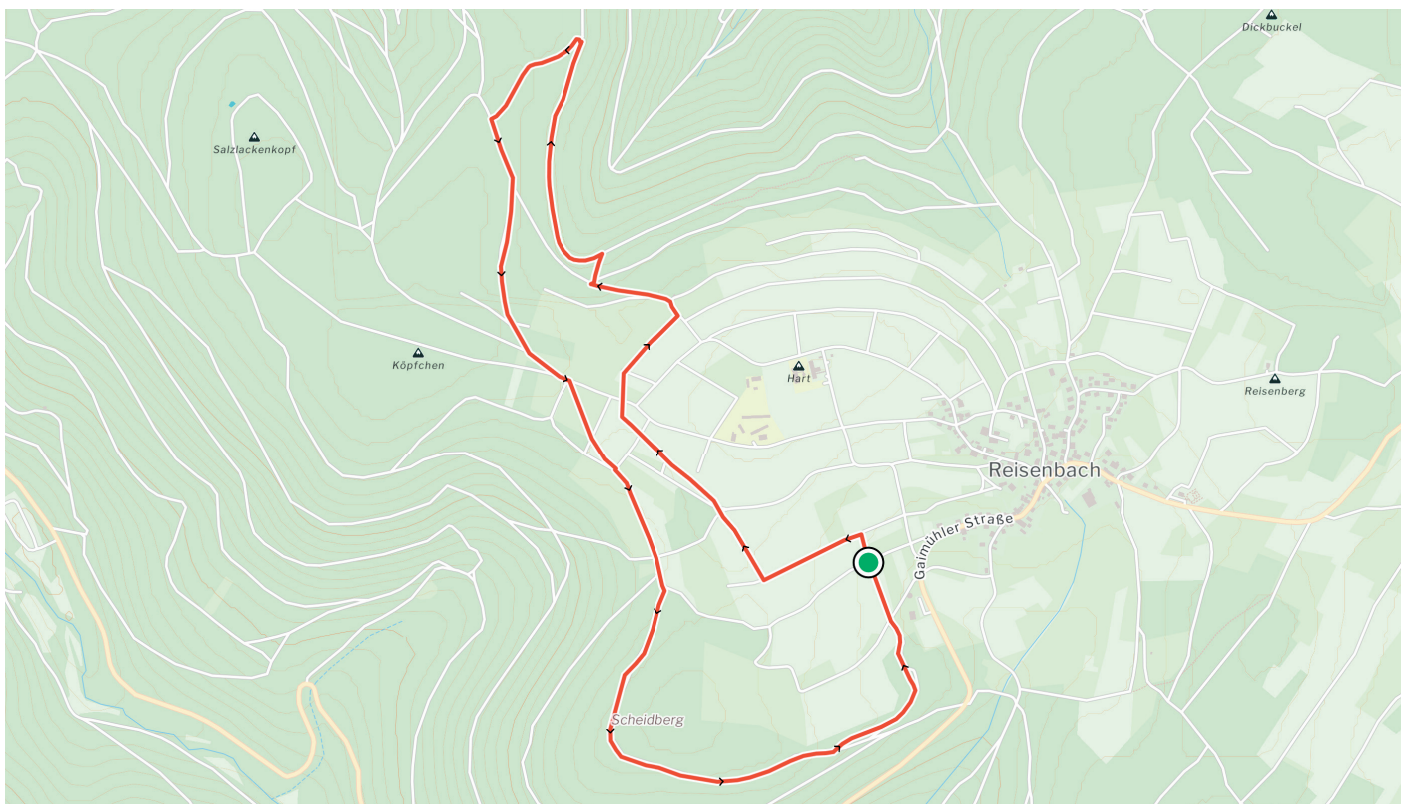 Dickbuckel
Salzlackenkopf
Köpfchen
Hart
Reisenberg
Reisenbach
Gaimühler Straße
Scheidberg